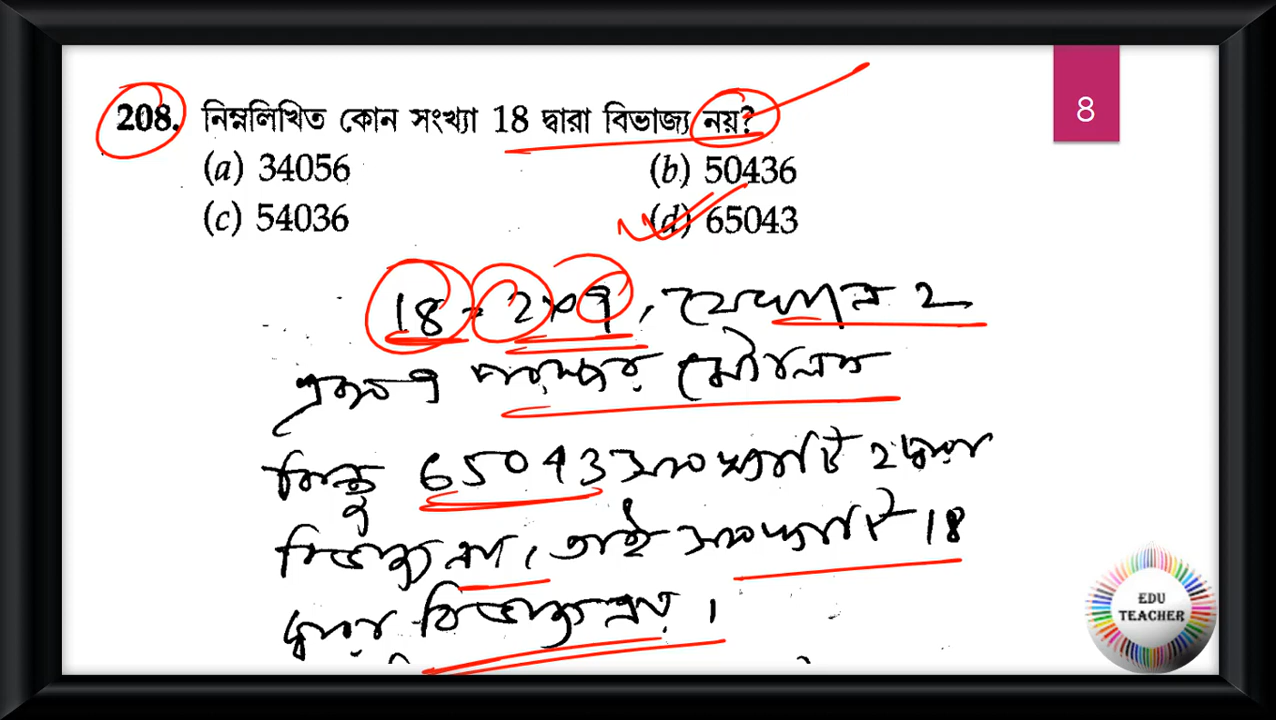 8
208. নিম্নলিখিত কোন সংখ্যা 18 দ্বারা বিভাজ্য নয়?
(a) 34056 (b) 50436
(c) 54036 (d) 65043
18 = 2×9, যেখানে 2
এবং 9 পরস্পর মৌলিক
কিন্তু 65043 সংখ্যাটি 2 দ্বারা
বিভাজ্য না, তাই সংখ্যাটি 18
দ্বারা বিভাজ্য নয়।
EDU
TEACHER